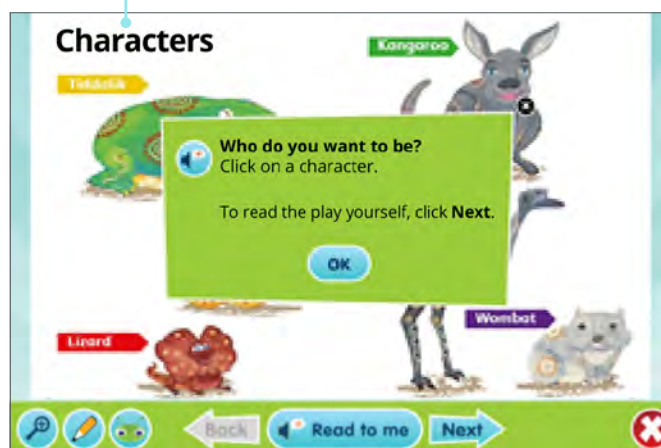 Characters
Tiddalik
Kangaroo
Who do you want to be?
Click on a character.
To read the play yourself, click Next.
OK
Lizard
Wombat
Back
Read to me
Next